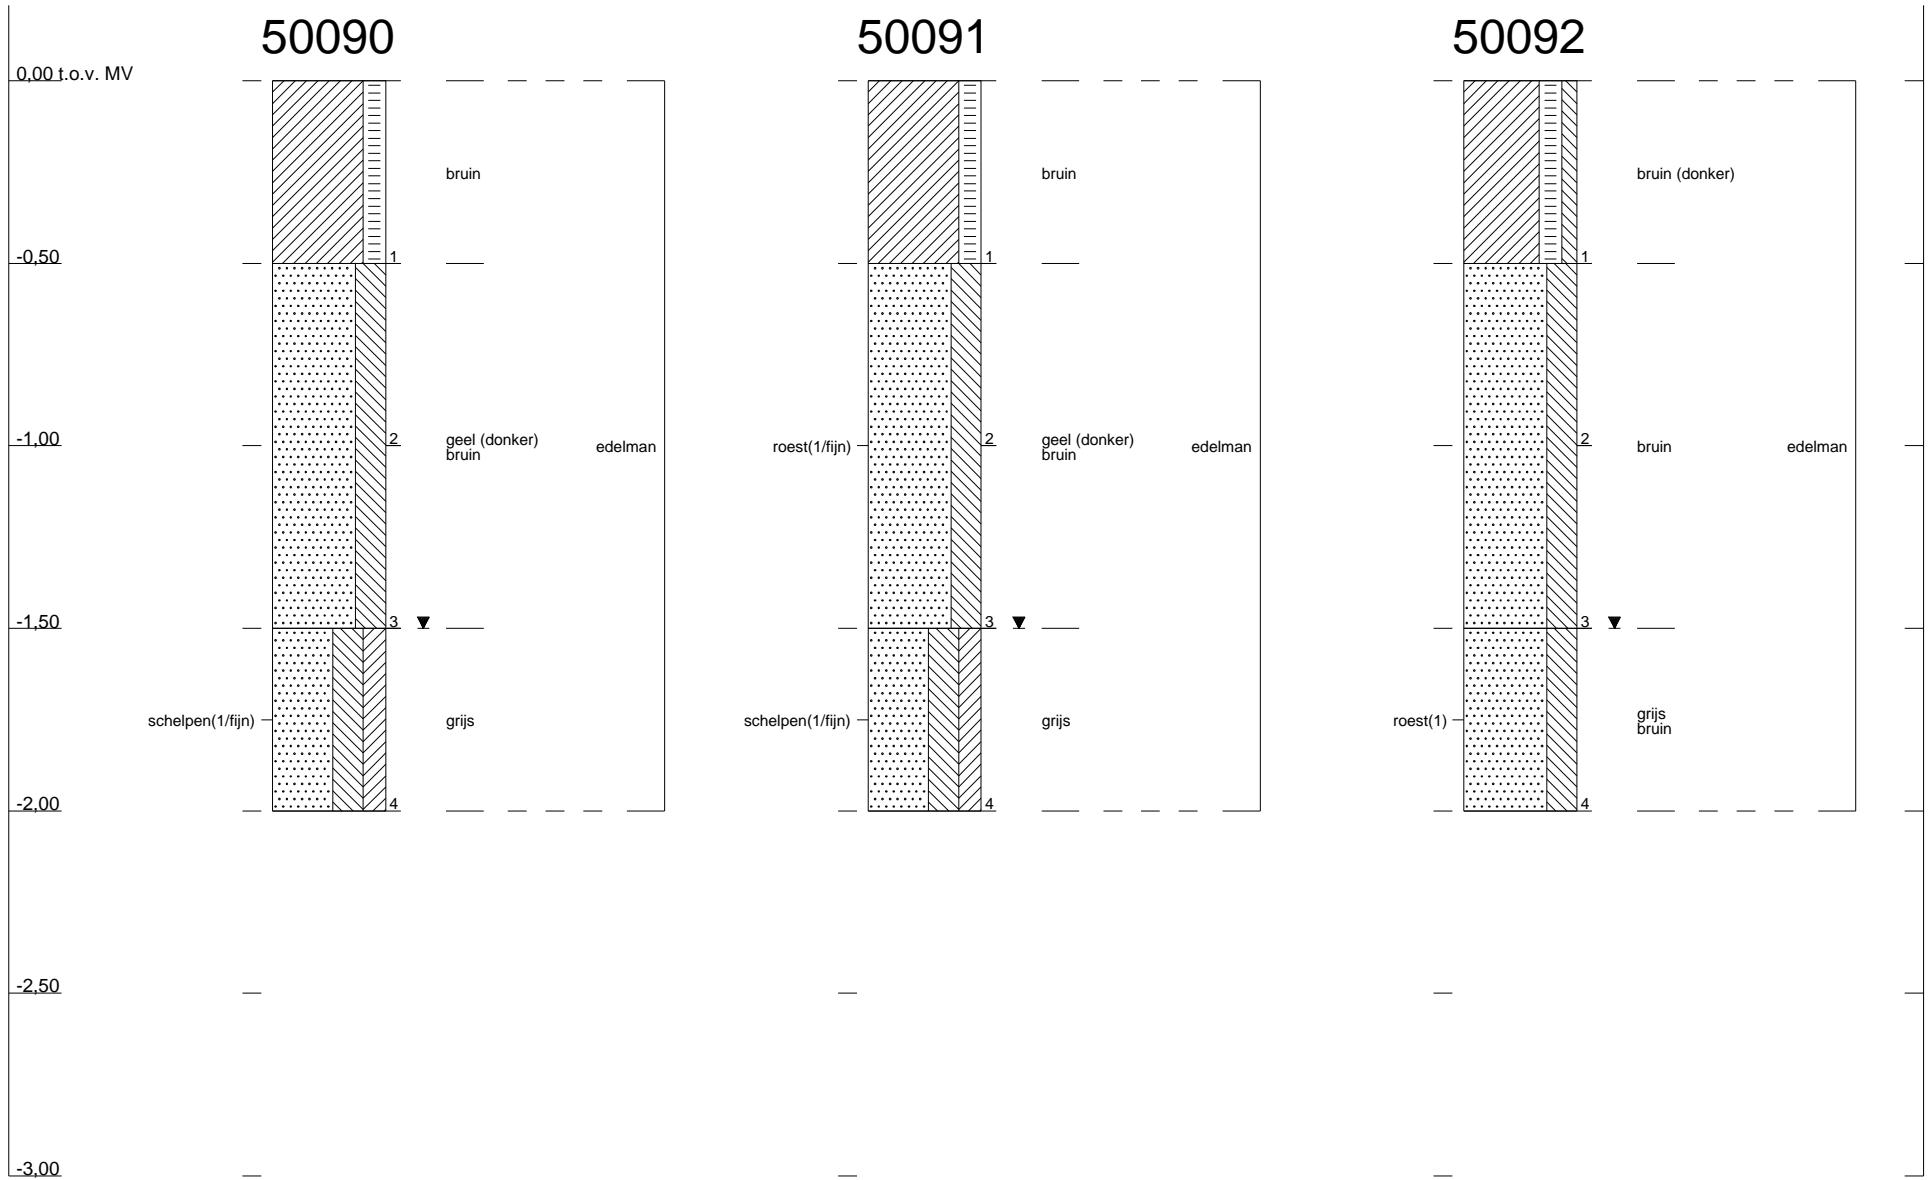 50090
50091
50092
0,00 t.o.v. MV
bruin
bruin
bruin (donker)
-0,50
1
1
1
-1,00
2
geel (donker)
bruin
edelman
roest(1/fijn)
2
geel (donker)
bruin
edelman
2
bruin
edelman
-1,50
3
3
3
schelpen(1/fijn)
grijs
schelpen(1/fijn)
grijs
roest(1)
grijs
bruin
-2,00
4
4
4
-2,50
-3,00